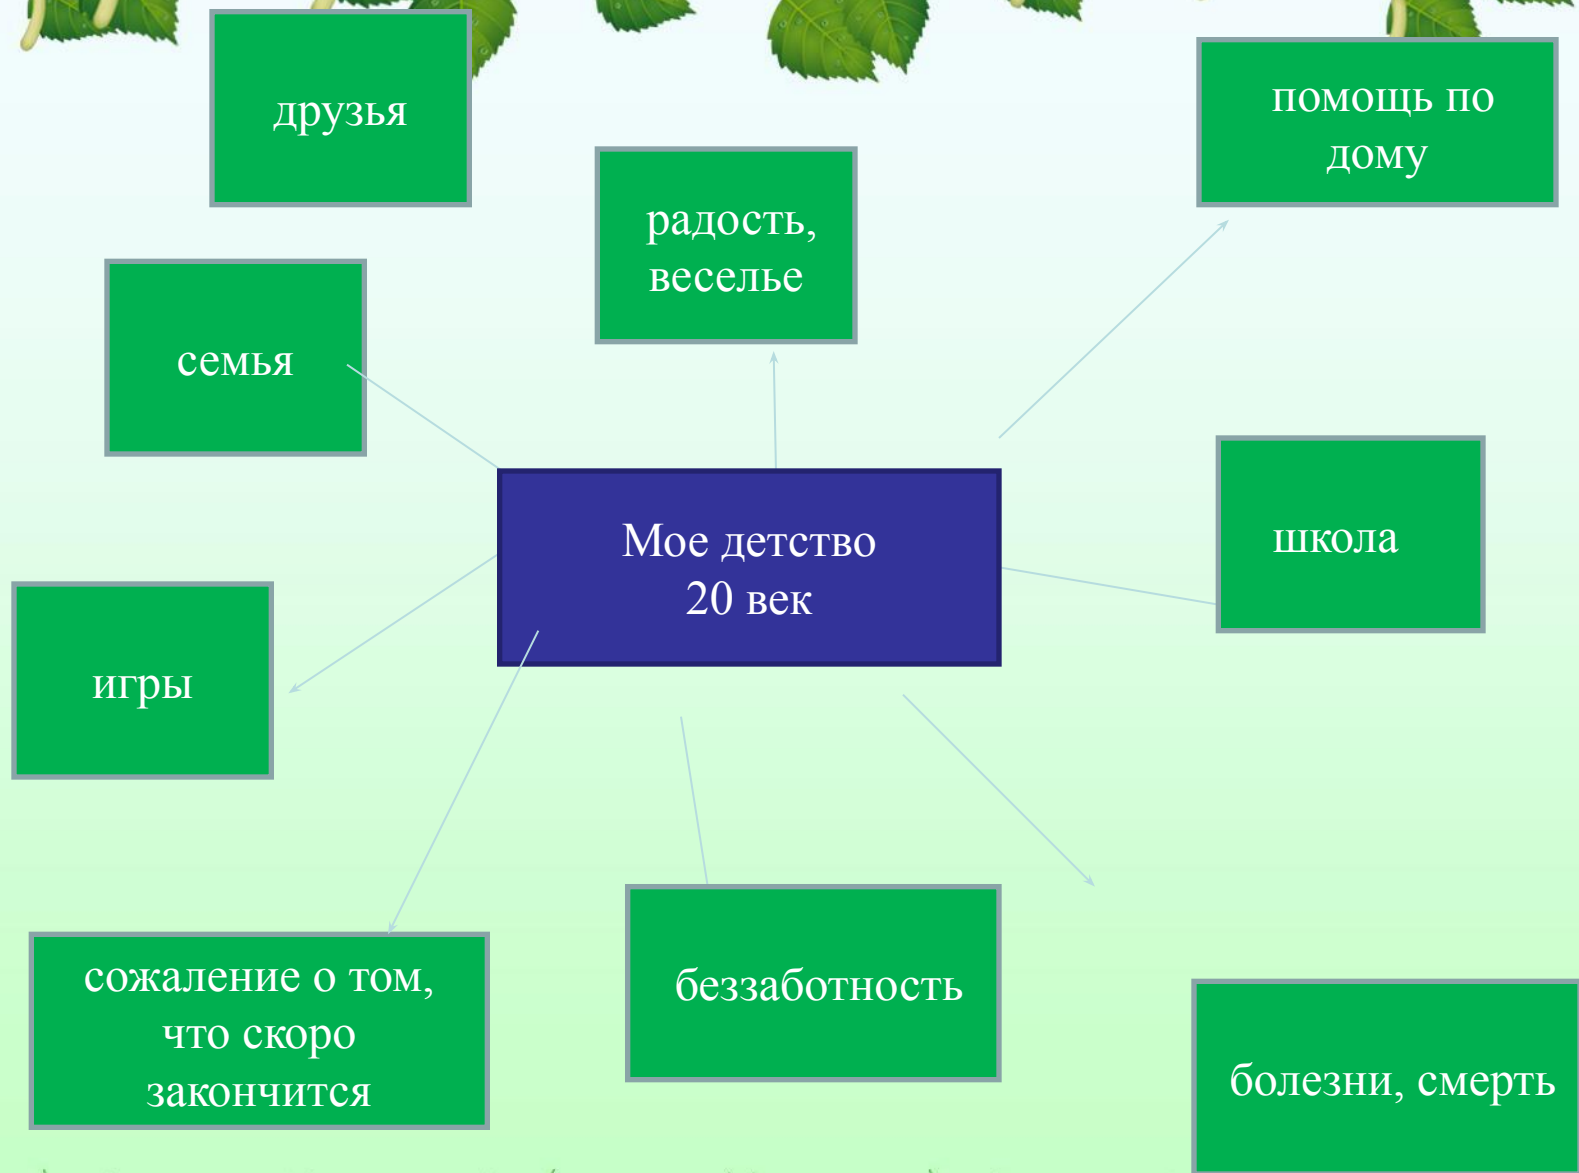 друзья
помощь по
дому
радость,
веселье
семья
школа
Мое детство
20 век
игры
сожаление о том,
что скоро
закончится
беззаботность
болезни, смерть